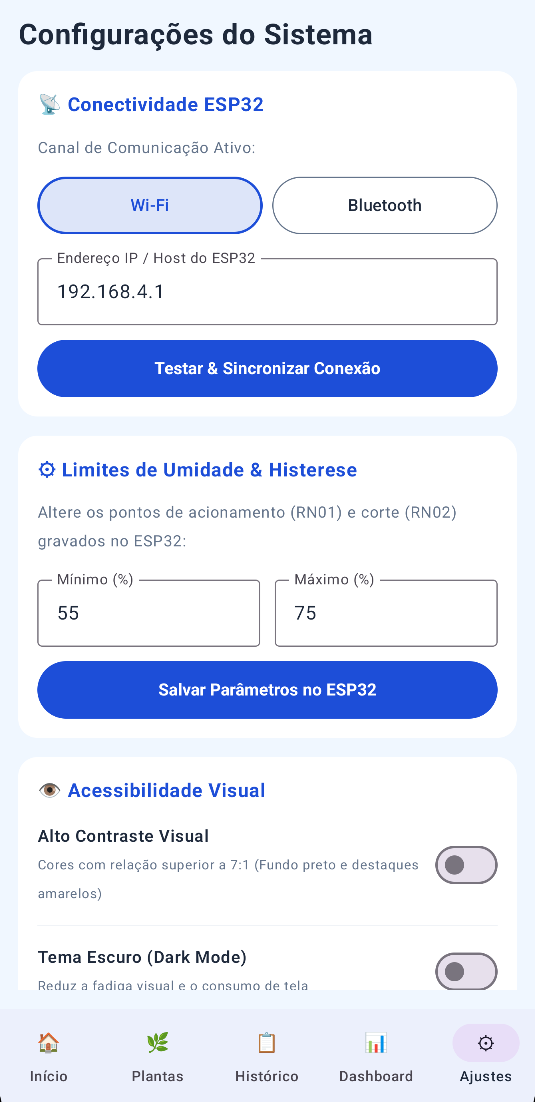 Configurações do Sistema
Conectividade ESP32
Canal de Comunicação Ativo:
Wi-Fi
Bluetooth
Endereço IP / Host do ESP32
192.168.4.1
Testar & Sincronizar Conexão
Limites de Umidade & Histerese
Altere os pontos de acionamento (RN01) e corte (RN02)
gravados no ESP32:
Mínimo (%)
Máximo (%)
55
75
Salvar Parâmetros no ESP32
Acessibilidade Visual
Alto Contraste Visual
Cores com relação superior a 7:1 (Fundo preto e destaques
amarelos)
Tema Escuro (Dark Mode)
Reduz a fadiga visual e o consumo de tela
Início
Plantas
Histórico
Dashboard
Ajustes